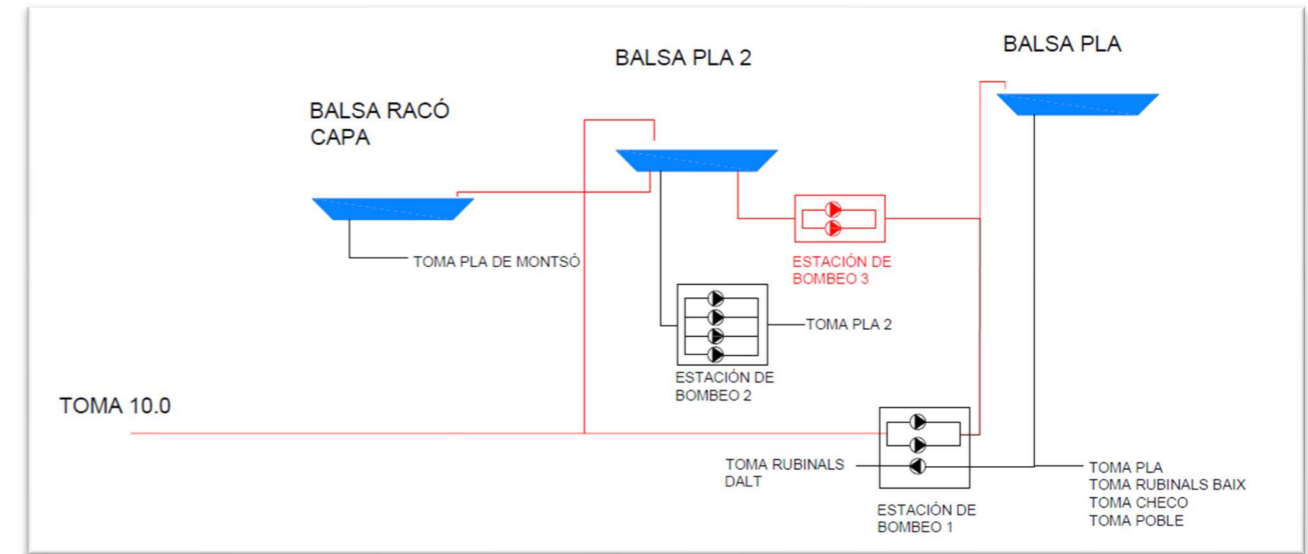 BALSA PLA
BALSA PLA 2
BALSA RACÓ
CAPA
TOMA PLA DE MONTSÓ
ESTACIÓN DE
BOMBEO 3
TOMA PLA 2
ESTACIÓN DE
BOMBEO 2
TOMA 10.0
TOMA RUBINALS
DALT
TOMA PLA
TOMA RUBINALS BAIX
TOMA CHECO
TOMA POBLE
ESTACIÓN DE
BOMBEO 1